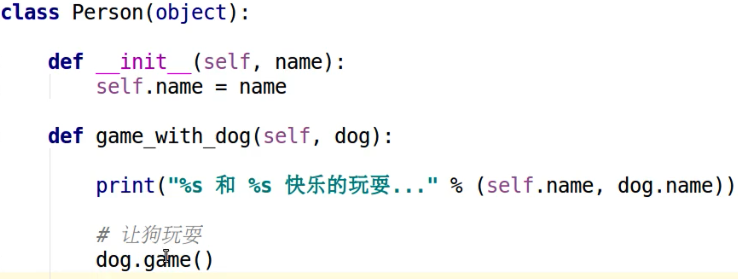 class Person(object):
def __init__(self, name):
self.name = name
def game_with_dog(self, dog):
print("%s 和 %s 快乐的玩耍..." % (self.name, dog.name))
# 让狗玩耍
dog.game()